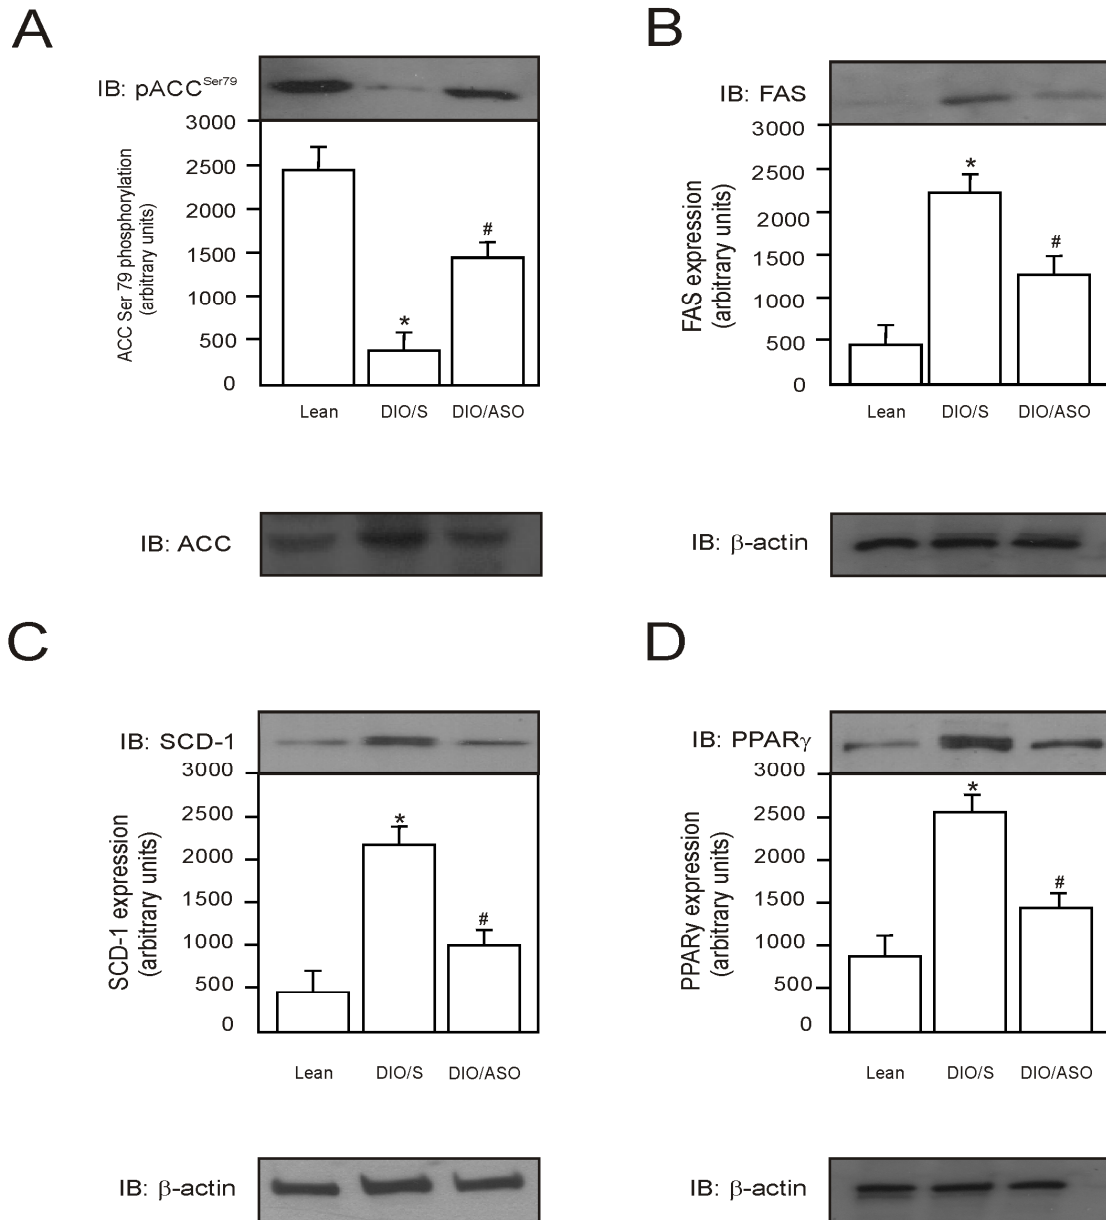 A
IB: pACC^Ser79
3000
2500
2000
1500
1000
500
0
ACC Ser 79 phosphorylation
(arbitrary units)
*
#
Lean DIO/S DIO/ASO
IB: ACC
B
IB: FAS
3000
2500
2000
1500
1000
500
0
FAS expression
(arbitrary units)
*
#
Lean DIO/S DIO/ASO
IB: β-actin
C
IB: SCD-1
3000
2500
2000
1500
1000
500
0
SCD-1 expression
(arbitrary units)
*
#
Lean DIO/S DIO/ASO
IB: β-actin
D
IB: PPARγ
3000
2500
2000
1500
1000
500
0
PPARγ expression
(arbitrary units)
*
#
Lean DIO/S DIO/ASO
IB: β-actin